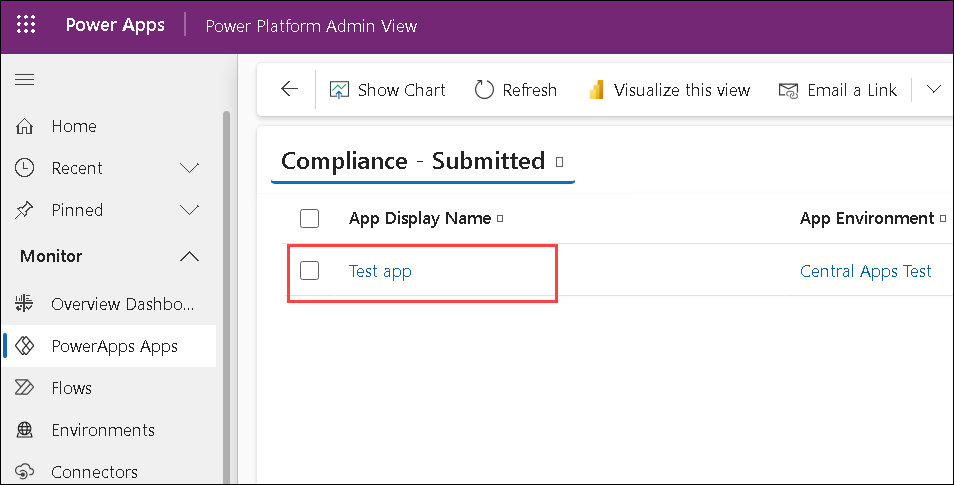 Power Apps | Power Platform Admin View
Show Chart Refresh Visualize this view Email a Link
Home
Recent
Pinned
Monitor
Overview Dashbo...
PowerApps Apps
Flows
Environments
Connectors
Compliance - Submitted
App Display Name App Environment
Test app Central Apps Test